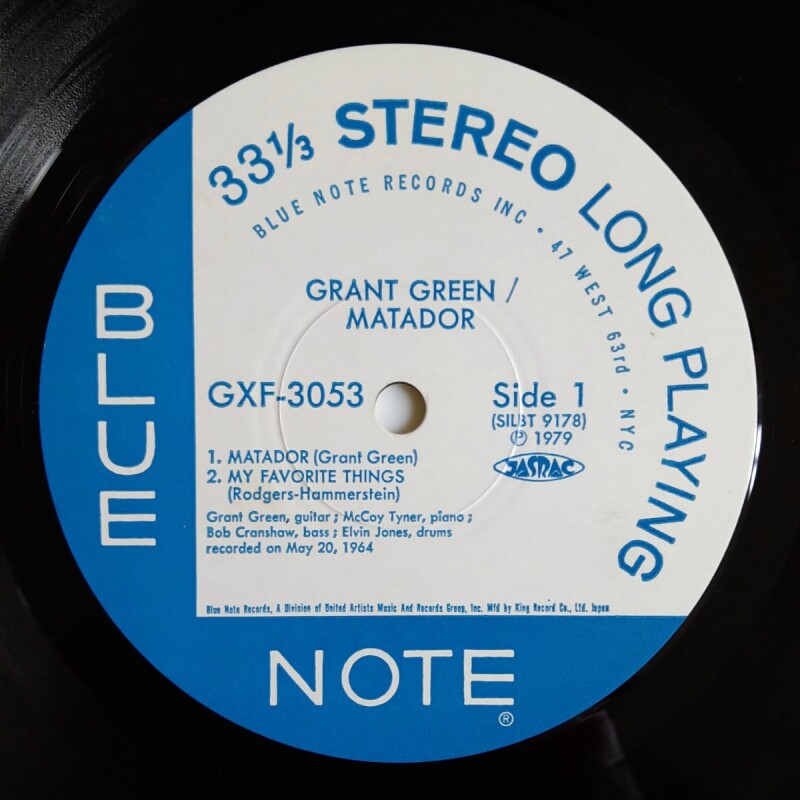 33⅓ STEREO LONG PLAYING
BLUE NOTE RECORDS INC • 47 WEST 63rd • NYC
GRANT GREEN /
MATADOR
GXF-3053
Side 1
(SILBT 9178)
Ⓟ 1979
JASRAC
1. MATADOR (Grant Green)
2. MY FAVORITE THINGS
(Rodgers-Hammerstein)
Grant Green, guitar ; McCoy Tyner, piano ;
Bob Cranshaw, bass ; Elvin Jones, drums
recorded on May 20, 1964
Blue Note Records, A Division of United Artists Music And Records Group, Inc. Mfd by King Record Co., Ltd. Japan
BLUE
NOTE
®